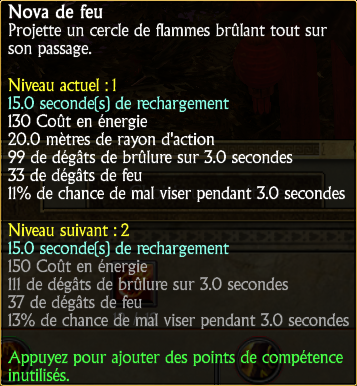 Nova de feu
Projette un cercle de flammes brûlant tout sur
son passage.
Niveau actuel : 1
15.0 seconde(s) de rechargement
130 Coût en énergie
20.0 mètres de rayon d'action
99 de dégâts de brûlure sur 3.0 secondes
33 de dégâts de feu
11% de chance de mal viser pendant 3.0 secondes
Niveau suivant : 2
15.0 seconde(s) de rechargement
150 Coût en énergie
111 de dégâts de brûlure sur 3.0 secondes
37 de dégâts de feu
13% de chance de mal viser pendant 3.0 secondes
Appuyez pour ajouter des points de compétence
inutilisés.